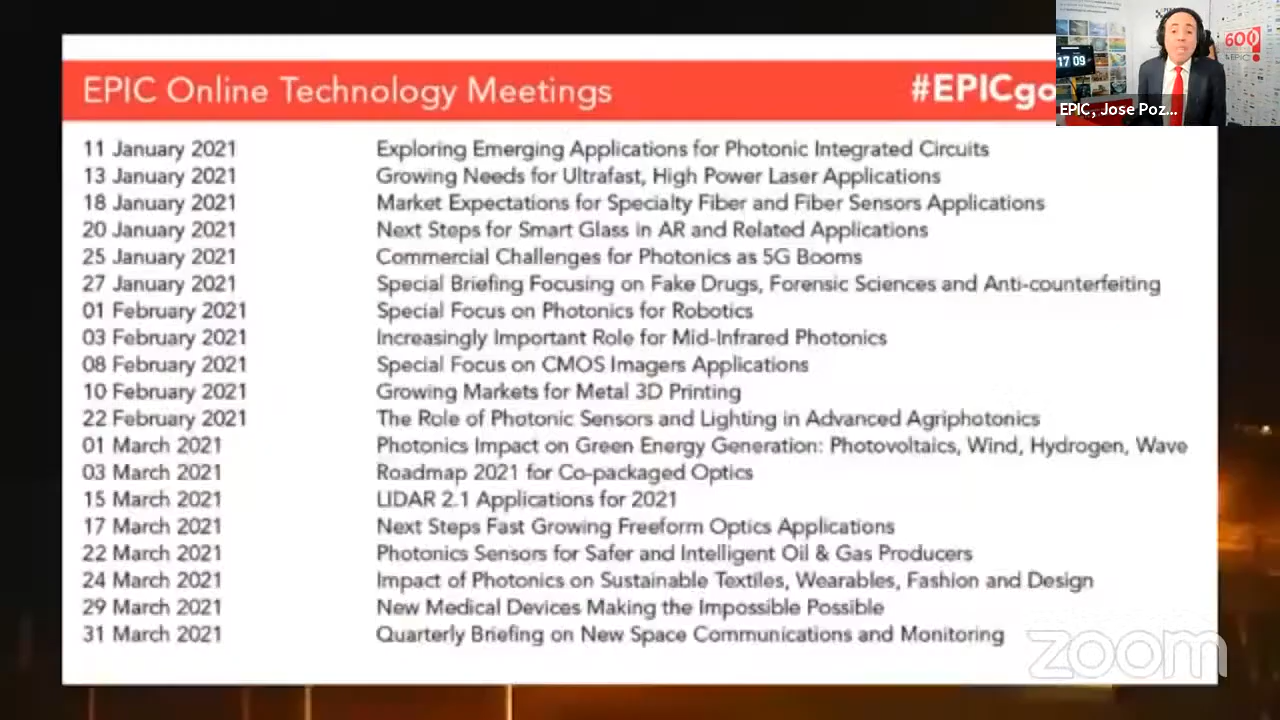 EPIC Online Technology Meetings #EPICgo
11 January 2021 Exploring Emerging Applications for Photonic Integrated Circuits
13 January 2021 Growing Needs for Ultrafast, High Power Laser Applications
18 January 2021 Market Expectations for Specialty Fiber and Fiber Sensors Applications
20 January 2021 Next Steps for Smart Glass in AR and Related Applications
25 January 2021 Commercial Challenges for Photonics as 5G Booms
27 January 2021 Special Briefing Focusing on Fake Drugs, Forensic Sciences and Anti-counterfeiting
01 February 2021 Special Focus on Photonics for Robotics
03 February 2021 Increasingly Important Role for Mid-Infrared Photonics
08 February 2021 Special Focus on CMOS Imagers Applications
10 February 2021 Growing Markets for Metal 3D Printing
22 February 2021 The Role of Photonic Sensors and Lighting in Advanced Agriphotonics
01 March 2021 Photonics Impact on Green Energy Generation: Photovoltaics, Wind, Hydrogen, Wave
03 March 2021 Roadmap 2021 for Co-packaged Optics
15 March 2021 LIDAR 2.1 Applications for 2021
17 March 2021 Next Steps Fast Growing Freeform Optics Applications
22 March 2021 Photonics Sensors for Safer and Intelligent Oil & Gas Producers
24 March 2021 Impact of Photonics on Sustainable Textiles, Wearables, Fashion and Design
29 March 2021 New Medical Devices Making the Impossible Possible
31 March 2021 Quarterly Briefing on New Space Communications and Monitoring
17 09
600
EPIC
EPIC, Jose Poz...
zoom